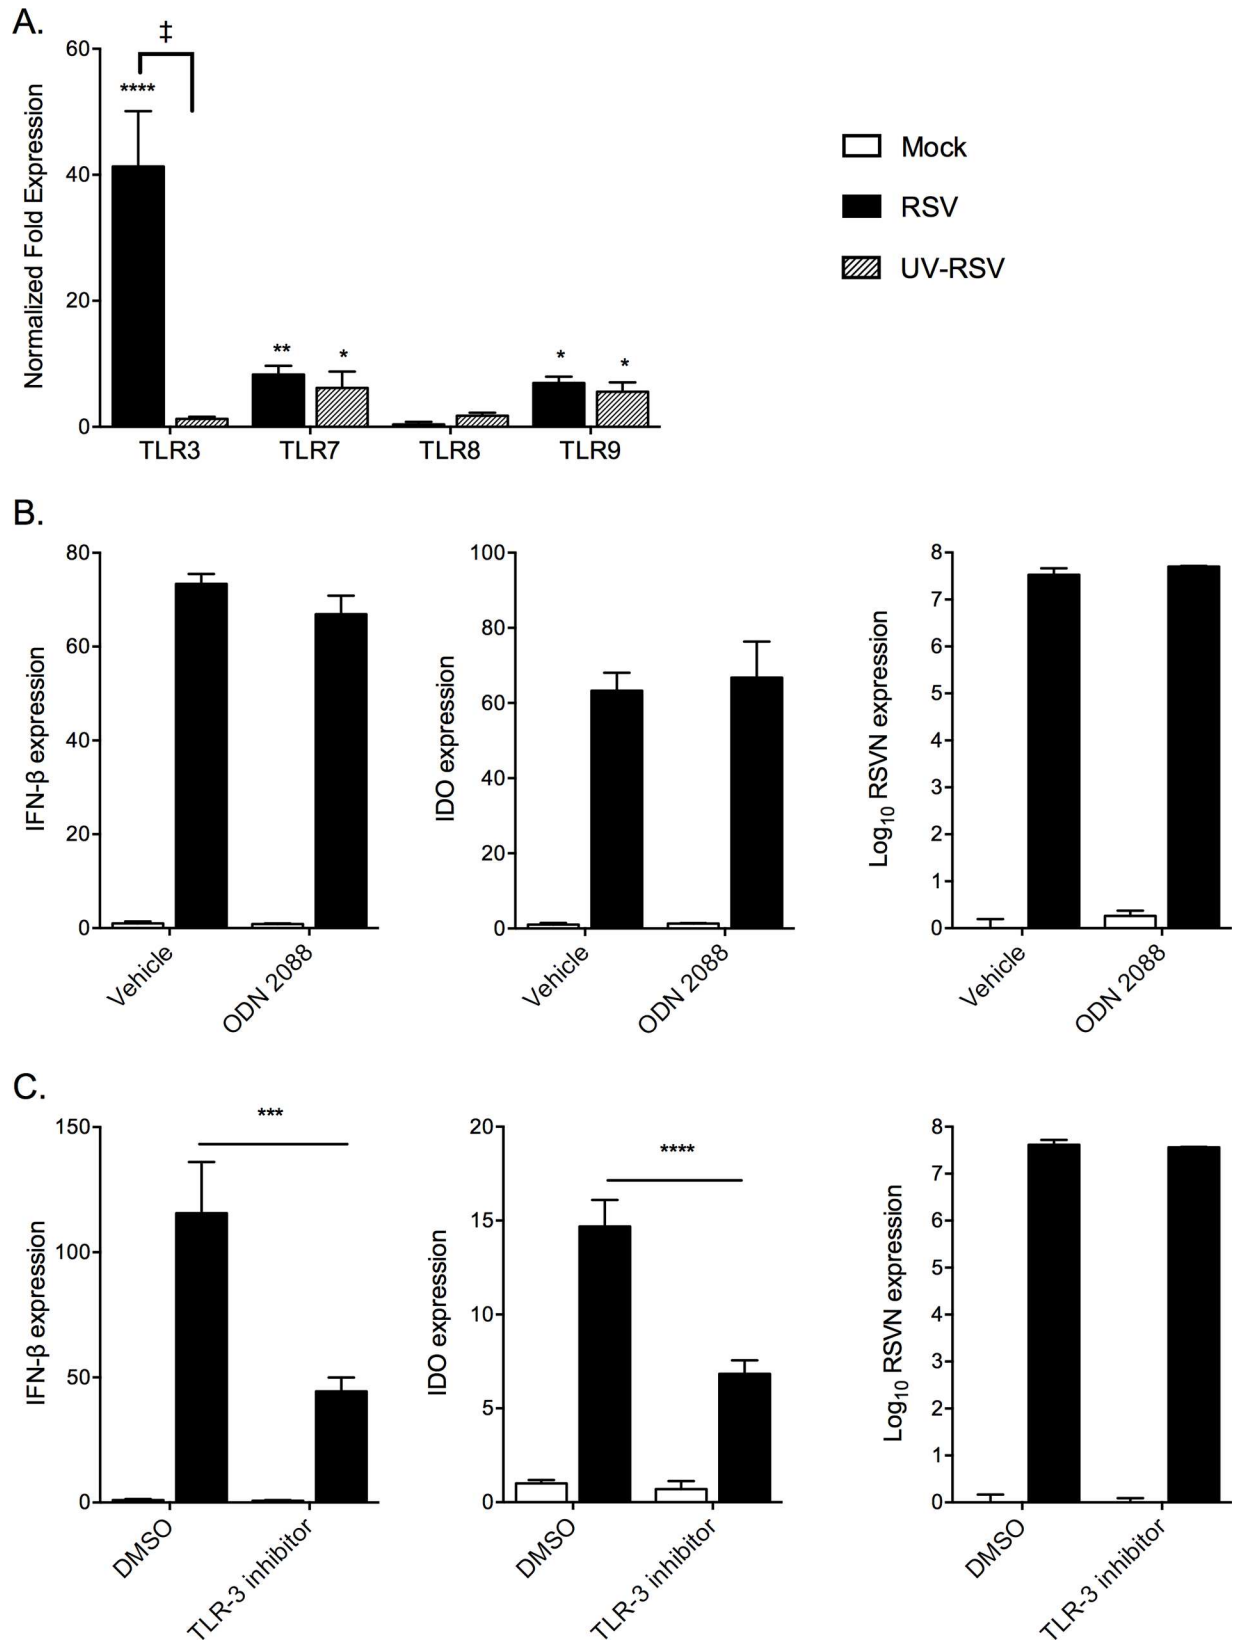 A.
‡
60
****
40
20
0
Normalized Fold Expression
**
*
*
*
TLR3
TLR7
TLR8
TLR9
Mock
RSV
UV-RSV
B.
80
60
40
20
0
IFN-β expression
Vehicle
ODN 2088
100
80
60
40
20
0
IDO expression
Vehicle
ODN 2088
8
7
6
5
4
3
2
1
0
Log10 RSVN expression
Vehicle
ODN 2088
C.
150
100
50
0
IFN-β expression
***
DMSO
TLR-3 inhibitor
20
15
10
5
0
IDO expression
****
DMSO
TLR-3 inhibitor
8
7
6
5
4
3
2
1
0
Log10 RSVN expression
DMSO
TLR-3 inhibitor